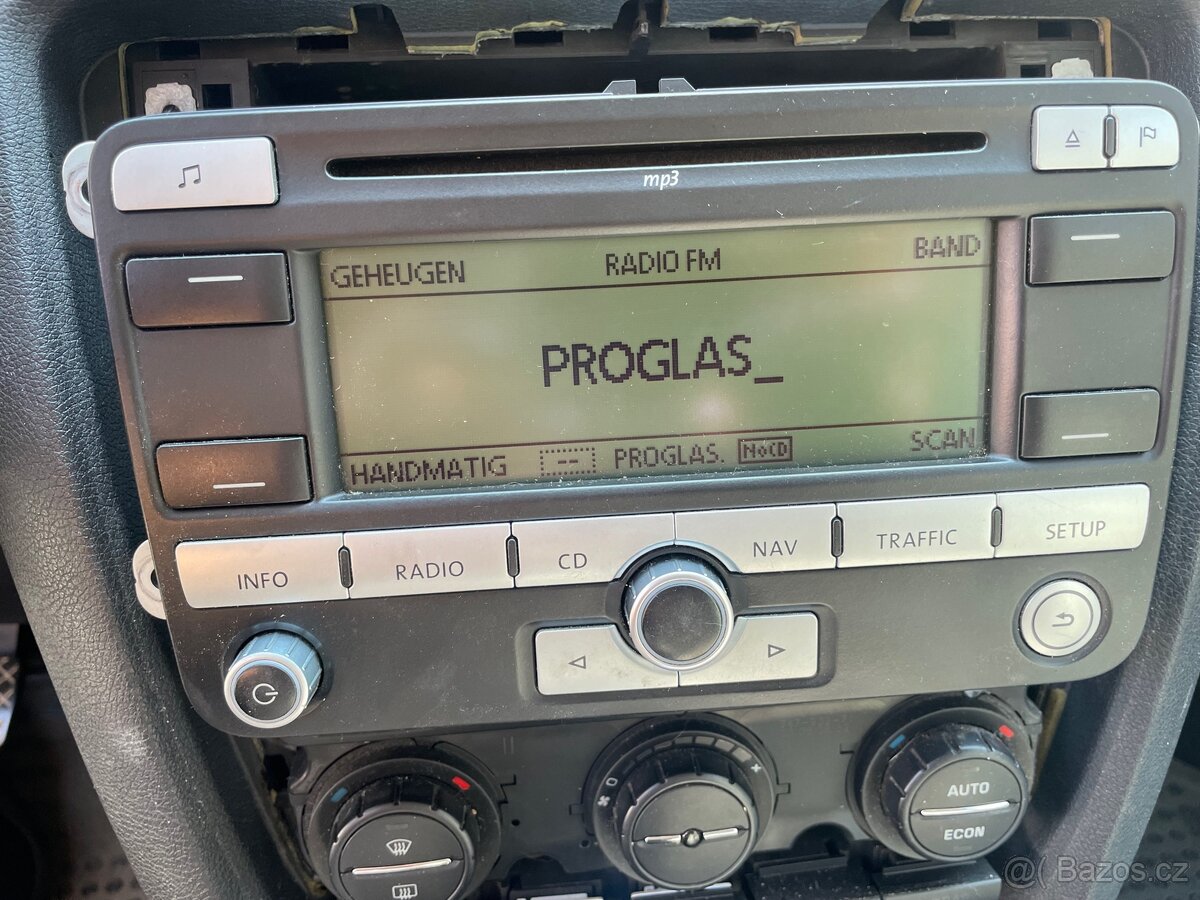 mp3
GEHEUGEN RADIO FM BAND
PROGLAS_
HANDMATIG -- PROGLAS. NoCD SCAN
INFO RADIO CD NAV TRAFFIC SETUP
AUTO
ECON
@( Bazos.cz